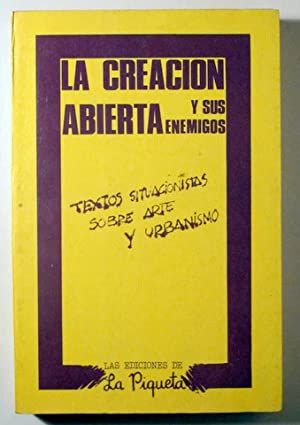 LA CREACION
ABIERTA Y SUS ENEMIGOS
TEXTOS SITUACIONISTAS
SOBRE ARTE
Y URBANISMO
LAS EDICIONES DE
La Piqueta